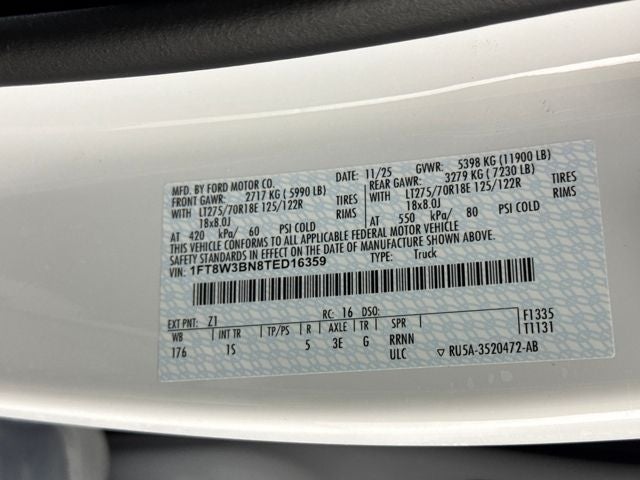 MFD. BY FORD MOTOR CO.
DATE: 11/25 GVWR: 5398 KG (11900 LB)
FRONT GAWR: 2717 KG (5990 LB) REAR GAWR: 3279 KG (7230 LB)
WITH LT275/70R18E 125/122R TIRES WITH LT275/70R18E 125/122R TIRES
18x8.0J RIMS 18x8.0J RIMS
AT 420 kPa/ 60 PSI COLD AT 550 kPa/ 80 PSI COLD
THIS VEHICLE CONFORMS TO ALL APPLICABLE FEDERAL MOTOR VEHICLE
SAFETY STANDARDS IN EFFECT ON THE DATE OF MANUFACTURE SHOWN ABOVE.
VIN: 1FT8W3BN8TED16359 TYPE: Truck
EXT PNT: Z1 RC: 16 DSO: F1335
WB INT TR TP/PS R AXLE TR SPR T1131
176 1S 5 3E G RRNN
ULC RU5A-3520472-AB